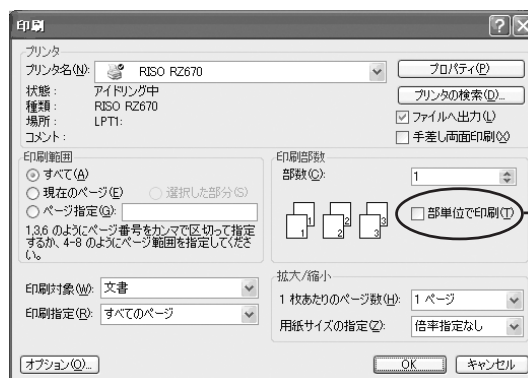 印刷
プリンタ
プリンタ名(N): RISO RZ670
プロパティ(P)
状態： アイドリング中
プリンタの検索(D)...
種類： RISO RZ670
場所： LPT1:
ファイルへ出力(L)
コメント：
手差し両面印刷(X)
印刷範囲
すべて(A)
現在のページ(E) 選択した部分(S)
ページ指定(G):
1,3,6 のようにページ番号をカンマで区切って指定
するか、4-8 のようにページ範囲を指定してくださ
い。
印刷部数
部数(C): 1
1 1 2 2 3 3
部単位で印刷(T)
印刷対象(W): 文書
印刷指定(R): すべてのページ
拡大/縮小
1 枚あたりのページ数(H): 1 ページ
用紙サイズの指定(Z): 倍率指定なし
オプション(O)...
OK
キャンセル